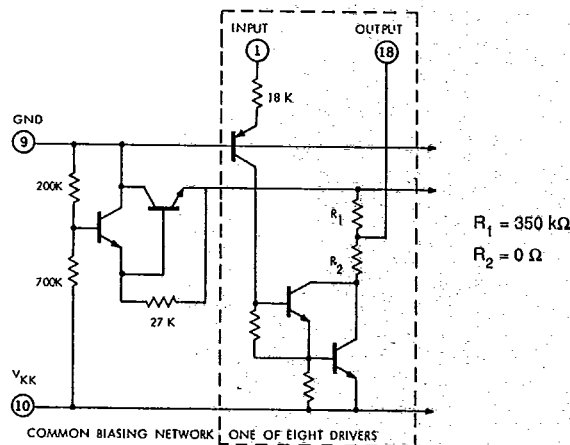 INPUT
OUTPUT
1
18
18 K
GND
9
200K
R1
R1 = 350 kΩ
R2 = 0 Ω
R2
700K
27 K
VKK
10
COMMON BIASING NETWORK
ONE OF EIGHT DRIVERS